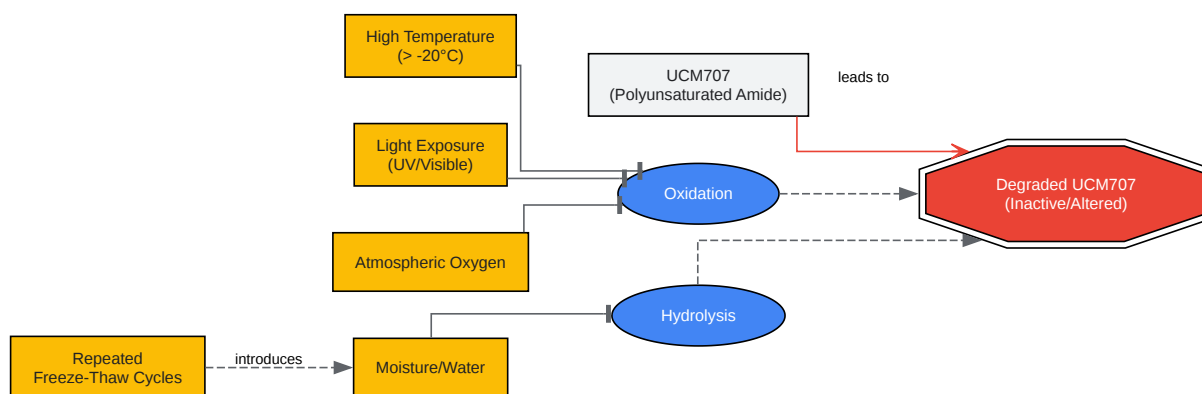 High Temperature
(> -20°C)
UCM707
(Polyunsaturated Amide)
leads to
Light Exposure
(UV/Visible)
Oxidation
Degraded UCM707
(Inactive/Altered)
Atmospheric Oxygen
Hydrolysis
Repeated
Freeze-Thaw Cycles
introduces
Moisture/Water